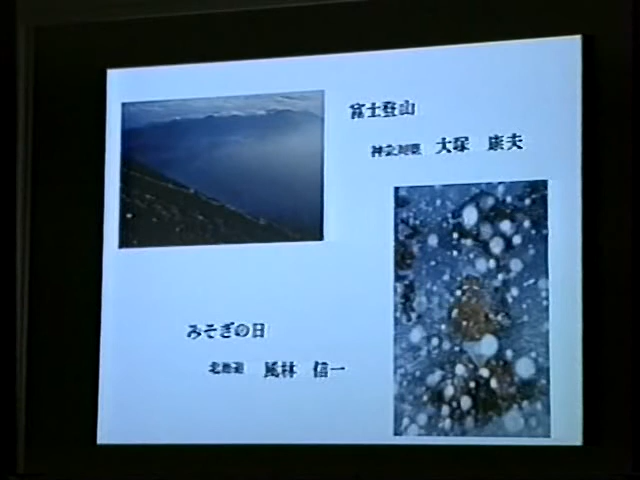 富士登山
神奈川県 大塚 康夫
みそぎの日
北海道 風林 信一